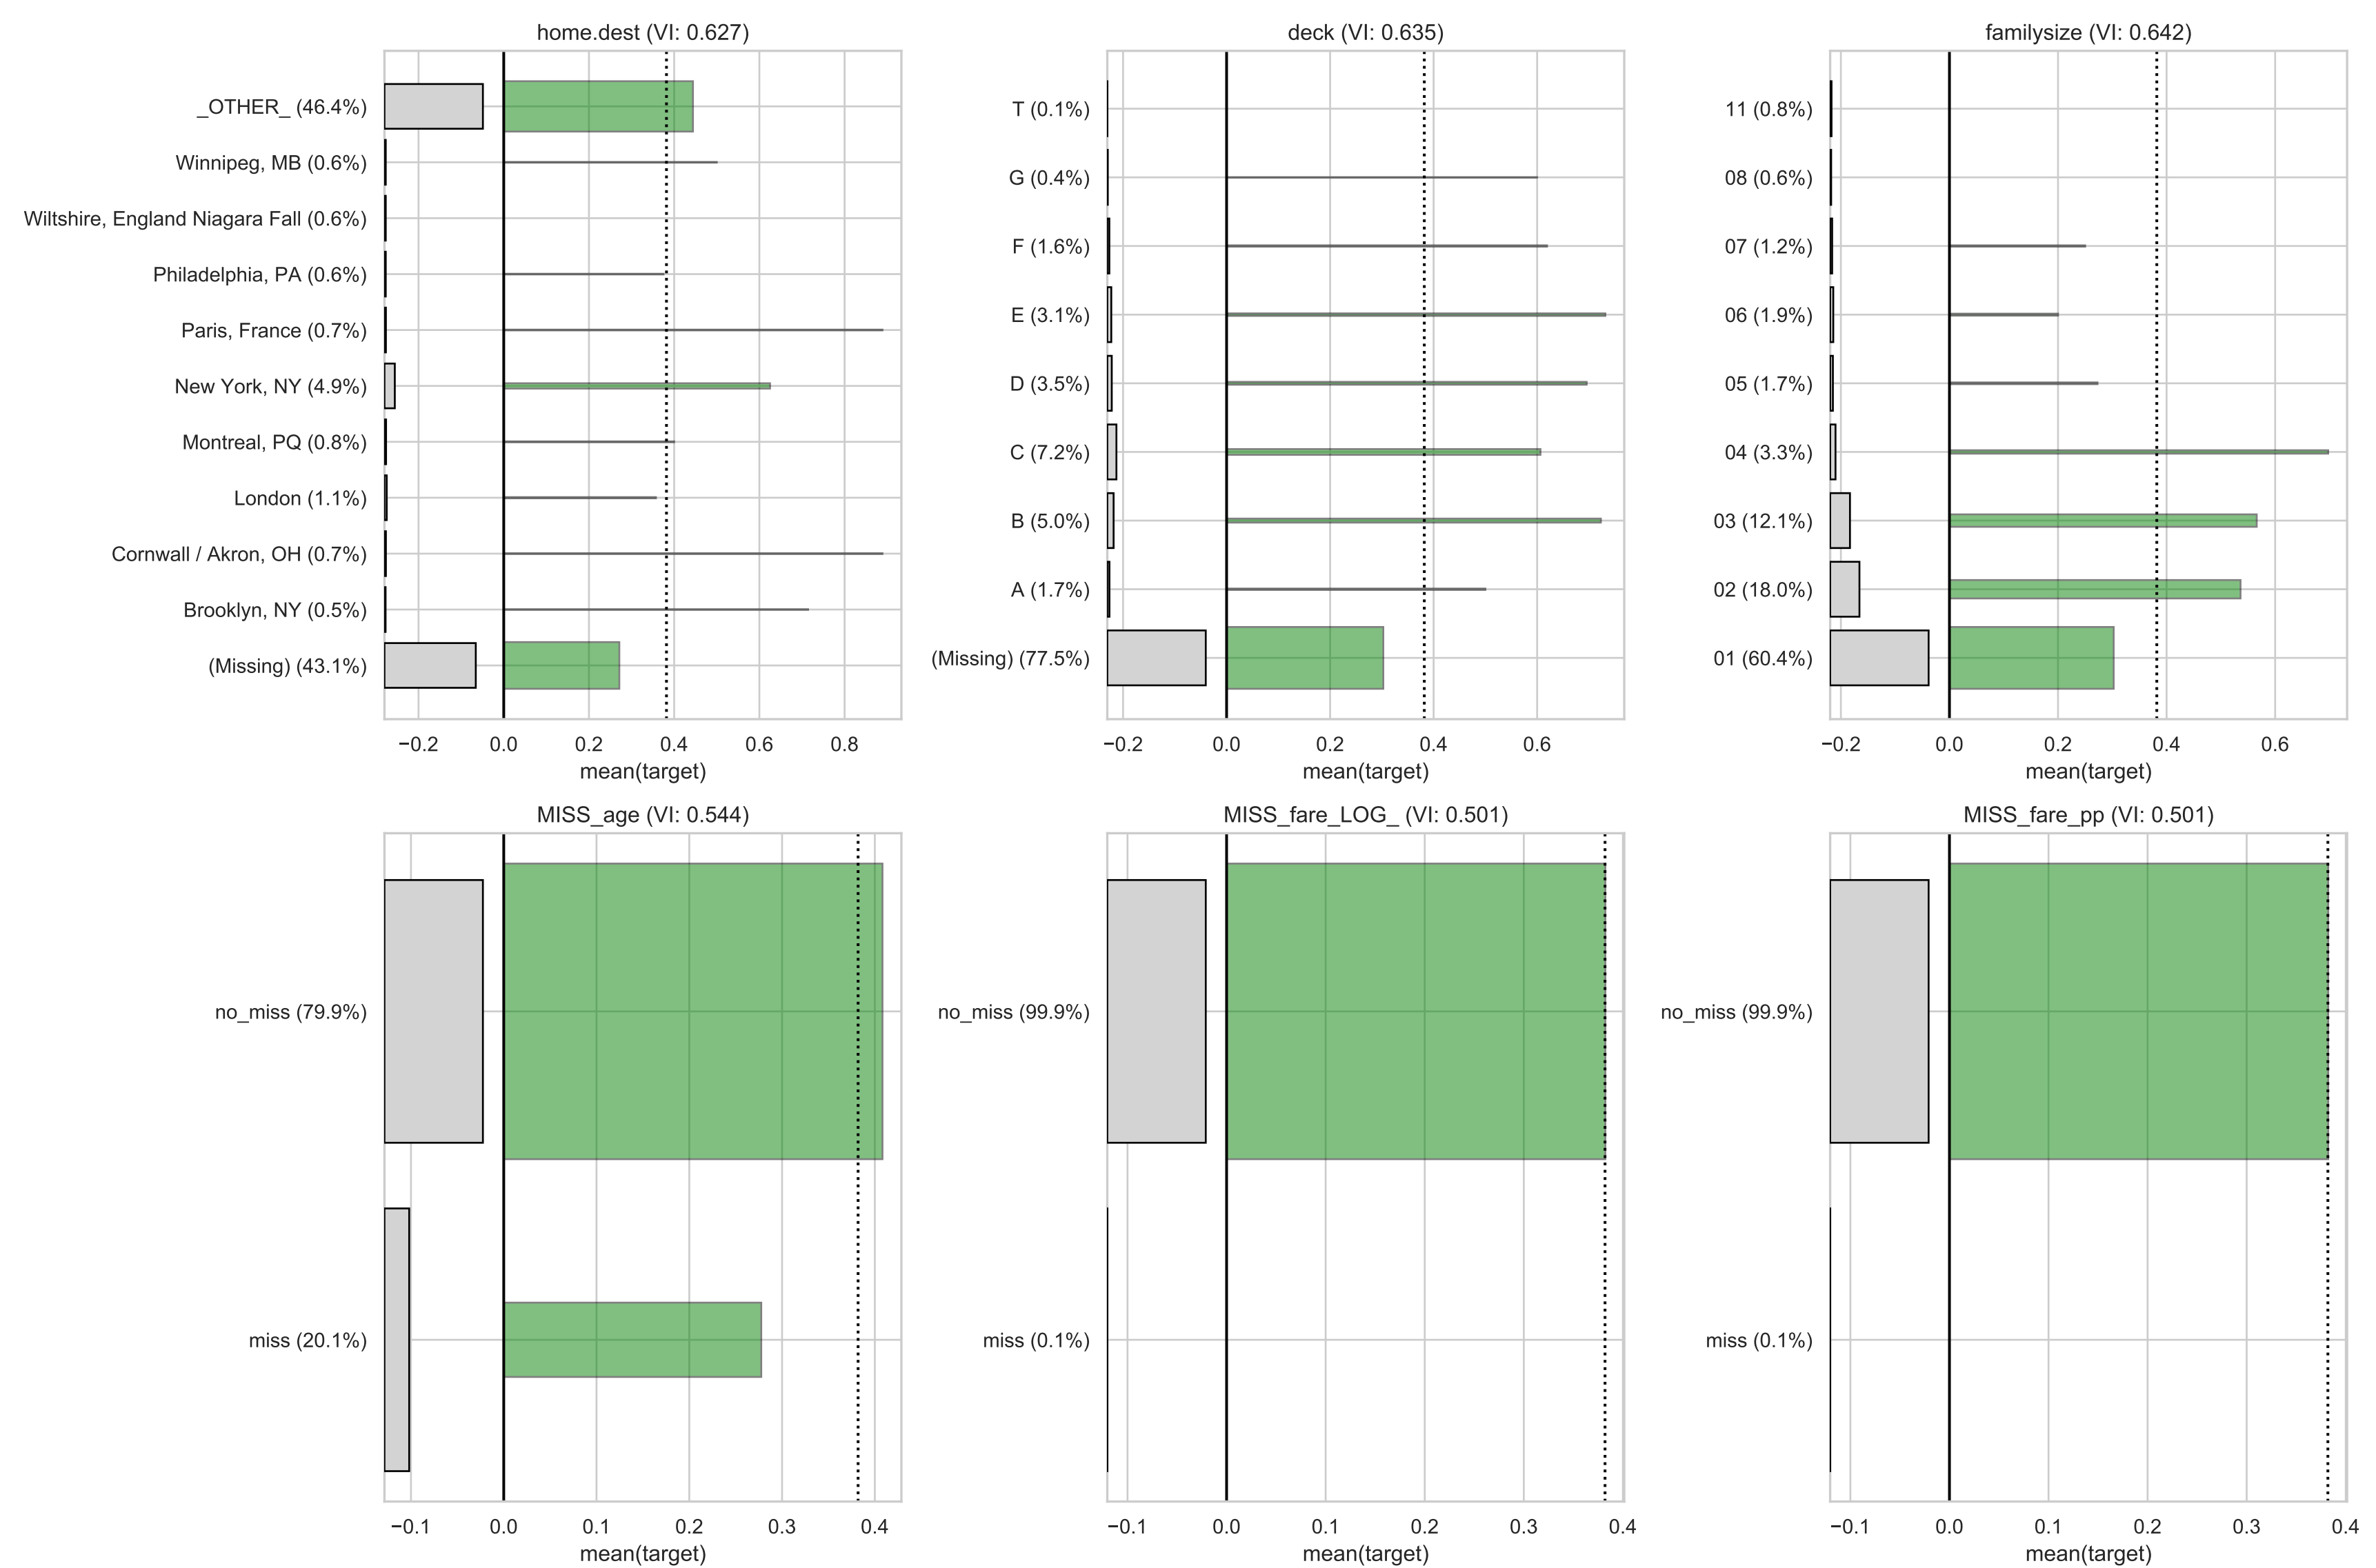 home.dest (VI: 0.627)
_OTHER_ (46.4%)
Winnipeg, MB (0.6%)
Wiltshire, England Niagara Fall (0.6%)
Philadelphia, PA (0.6%)
Paris, France (0.7%)
New York, NY (4.9%)
Montreal, PQ (0.8%)
London (1.1%)
Cornwall / Akron, OH (0.7%)
Brooklyn, NY (0.5%)
(Missing) (43.1%)
−0.2 0.0 0.2 0.4 0.6 0.8
mean(target)
deck (VI: 0.635)
T (0.1%)
G (0.4%)
F (1.6%)
E (3.1%)
D (3.5%)
C (7.2%)
B (5.0%)
A (1.7%)
(Missing) (77.5%)
−0.2 0.0 0.2 0.4 0.6
mean(target)
familysize (VI: 0.642)
11 (0.8%)
08 (0.6%)
07 (1.2%)
06 (1.9%)
05 (1.7%)
04 (3.3%)
03 (12.1%)
02 (18.0%)
01 (60.4%)
−0.2 0.0 0.2 0.4 0.6
mean(target)
MISS_age (VI: 0.544)
no_miss (79.9%)
miss (20.1%)
−0.1 0.0 0.1 0.2 0.3 0.4
mean(target)
MISS_fare_LOG_ (VI: 0.501)
no_miss (99.9%)
miss (0.1%)
−0.1 0.0 0.1 0.2 0.3 0.4
mean(target)
MISS_fare_pp (VI: 0.501)
no_miss (99.9%)
miss (0.1%)
−0.1 0.0 0.1 0.2 0.3 0.4
mean(target)